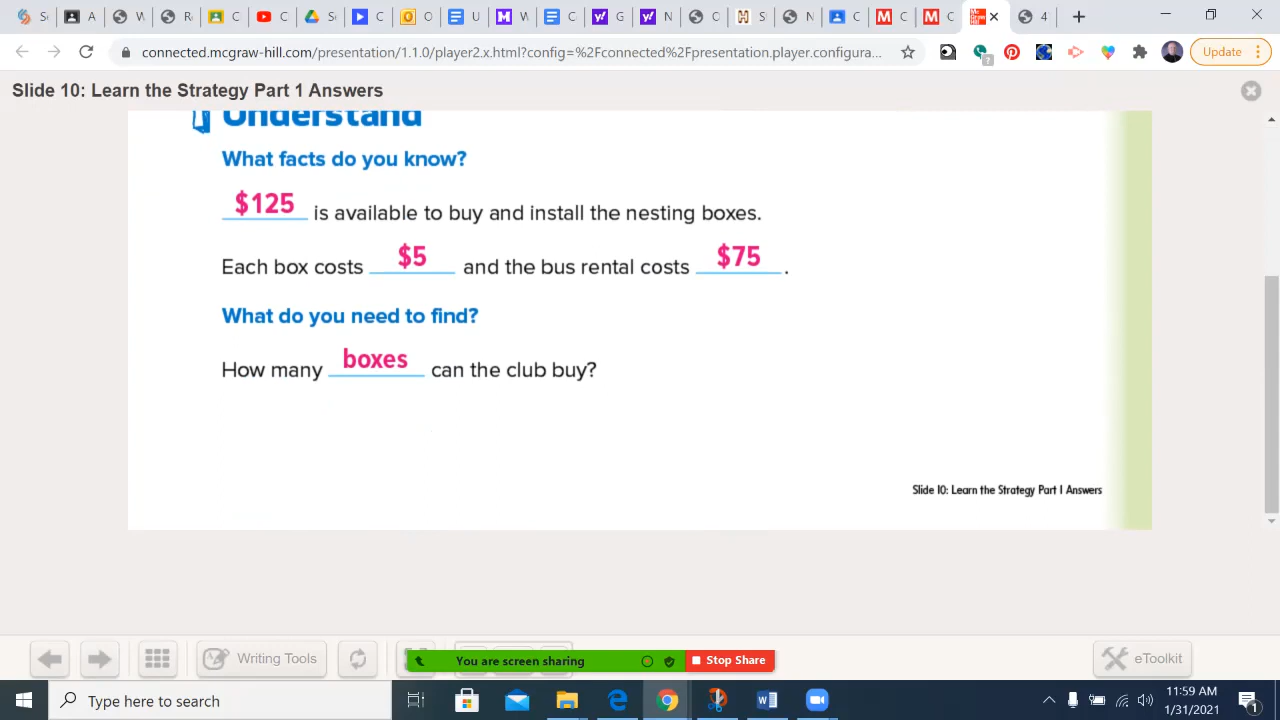 S
C
W
R
C
S
C
O
U
W
C
G
N
C
S
N
C
C
C
4
connected.mcgraw-hill.com/presentation/1.1.0/player2.x.html?config=%2Fconnected%2Fpresentation.player.configura...
Update
Slide 10: Learn the Strategy Part 1 Answers
Understand
What facts do you know?
$125 is available to buy and install the nesting boxes.
Each box costs $5 and the bus rental costs $75.
What do you need to find?
How many boxes can the club buy?
Slide 10: Learn the Strategy Part 1 Answers
Writing Tools
You are screen sharing
Stop Share
eToolkit
Type here to search
11:59 AM
1/31/2021
1